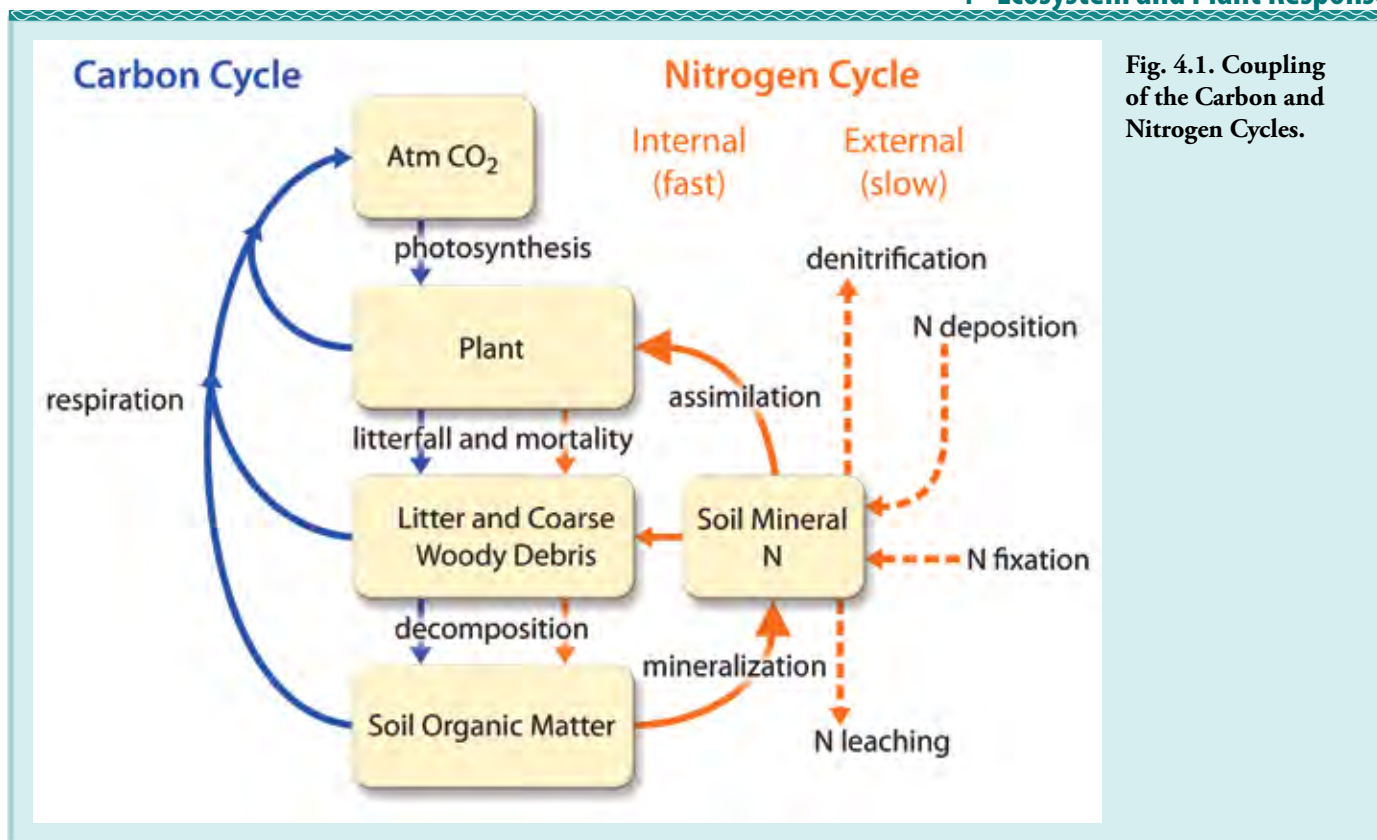 Carbon Cycle
Nitrogen Cycle
Internal
(fast)
External
(slow)
Atm CO₂
photosynthesis
Plant
respiration
litterfall and mortality
Litter and Coarse
Woody Debris
decomposition
Soil Organic Matter
assimilation
Soil Mineral
N
mineralization
denitrification
N deposition
N fixation
N leaching
Fig. 4.1. Coupling
of the Carbon and
Nitrogen Cycles.